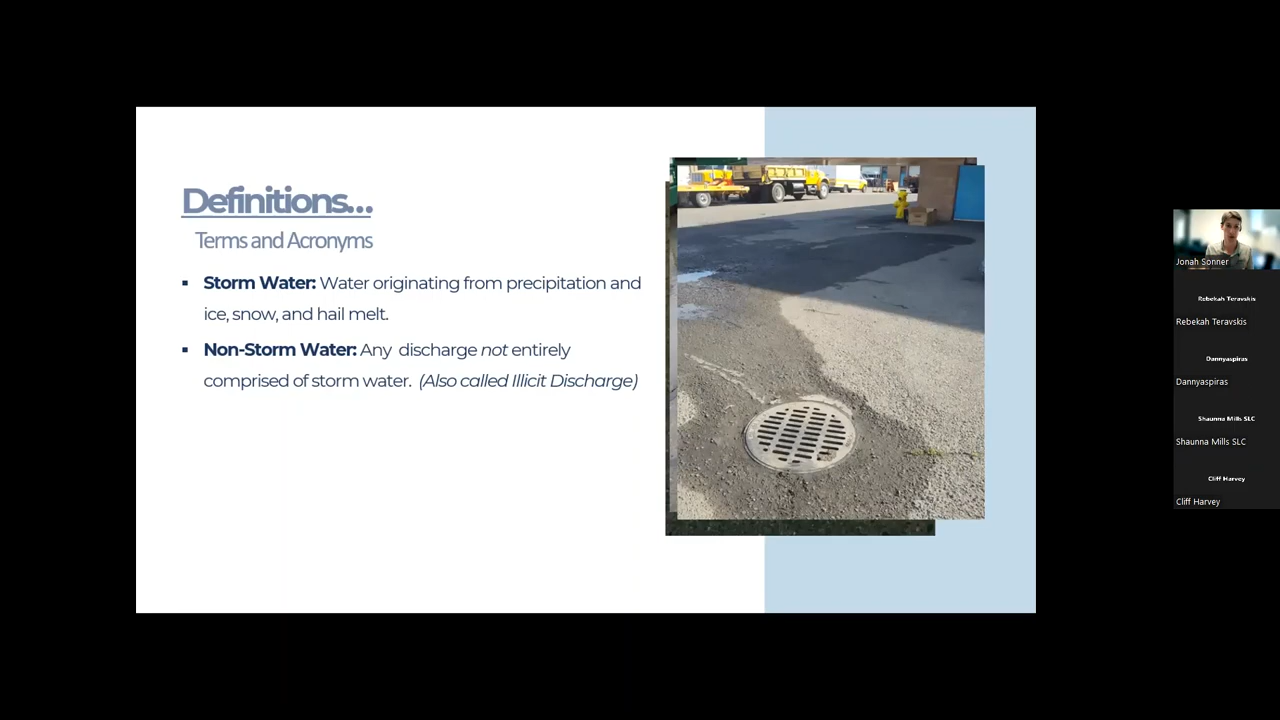 Definitions...
Terms and Acronyms
▪ Storm Water: Water originating from precipitation and
ice, snow, and hail melt.
▪ Non-Storm Water: Any discharge not entirely
comprised of storm water. (Also called Illicit Discharge)
Jonah Sonner
Rebekah Teravskis
Rebekah Teravskis
Dannyaspiras
Dannyaspiras
Shaunna Mills SLC
Shaunna Mills SLC
Cliff Harvey
Cliff Harvey